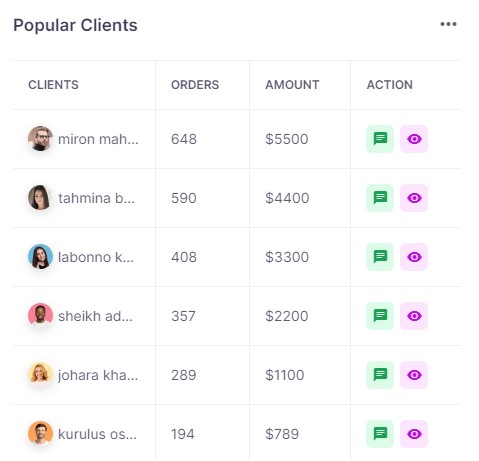 Popular Clients
CLIENTS ORDERS AMOUNT ACTION
miron mah... 648 $5500
tahmina b... 590 $4400
labonno k... 408 $3300
sheikh ad... 357 $2200
johara kha... 289 $1100
kurulus os... 194 $789